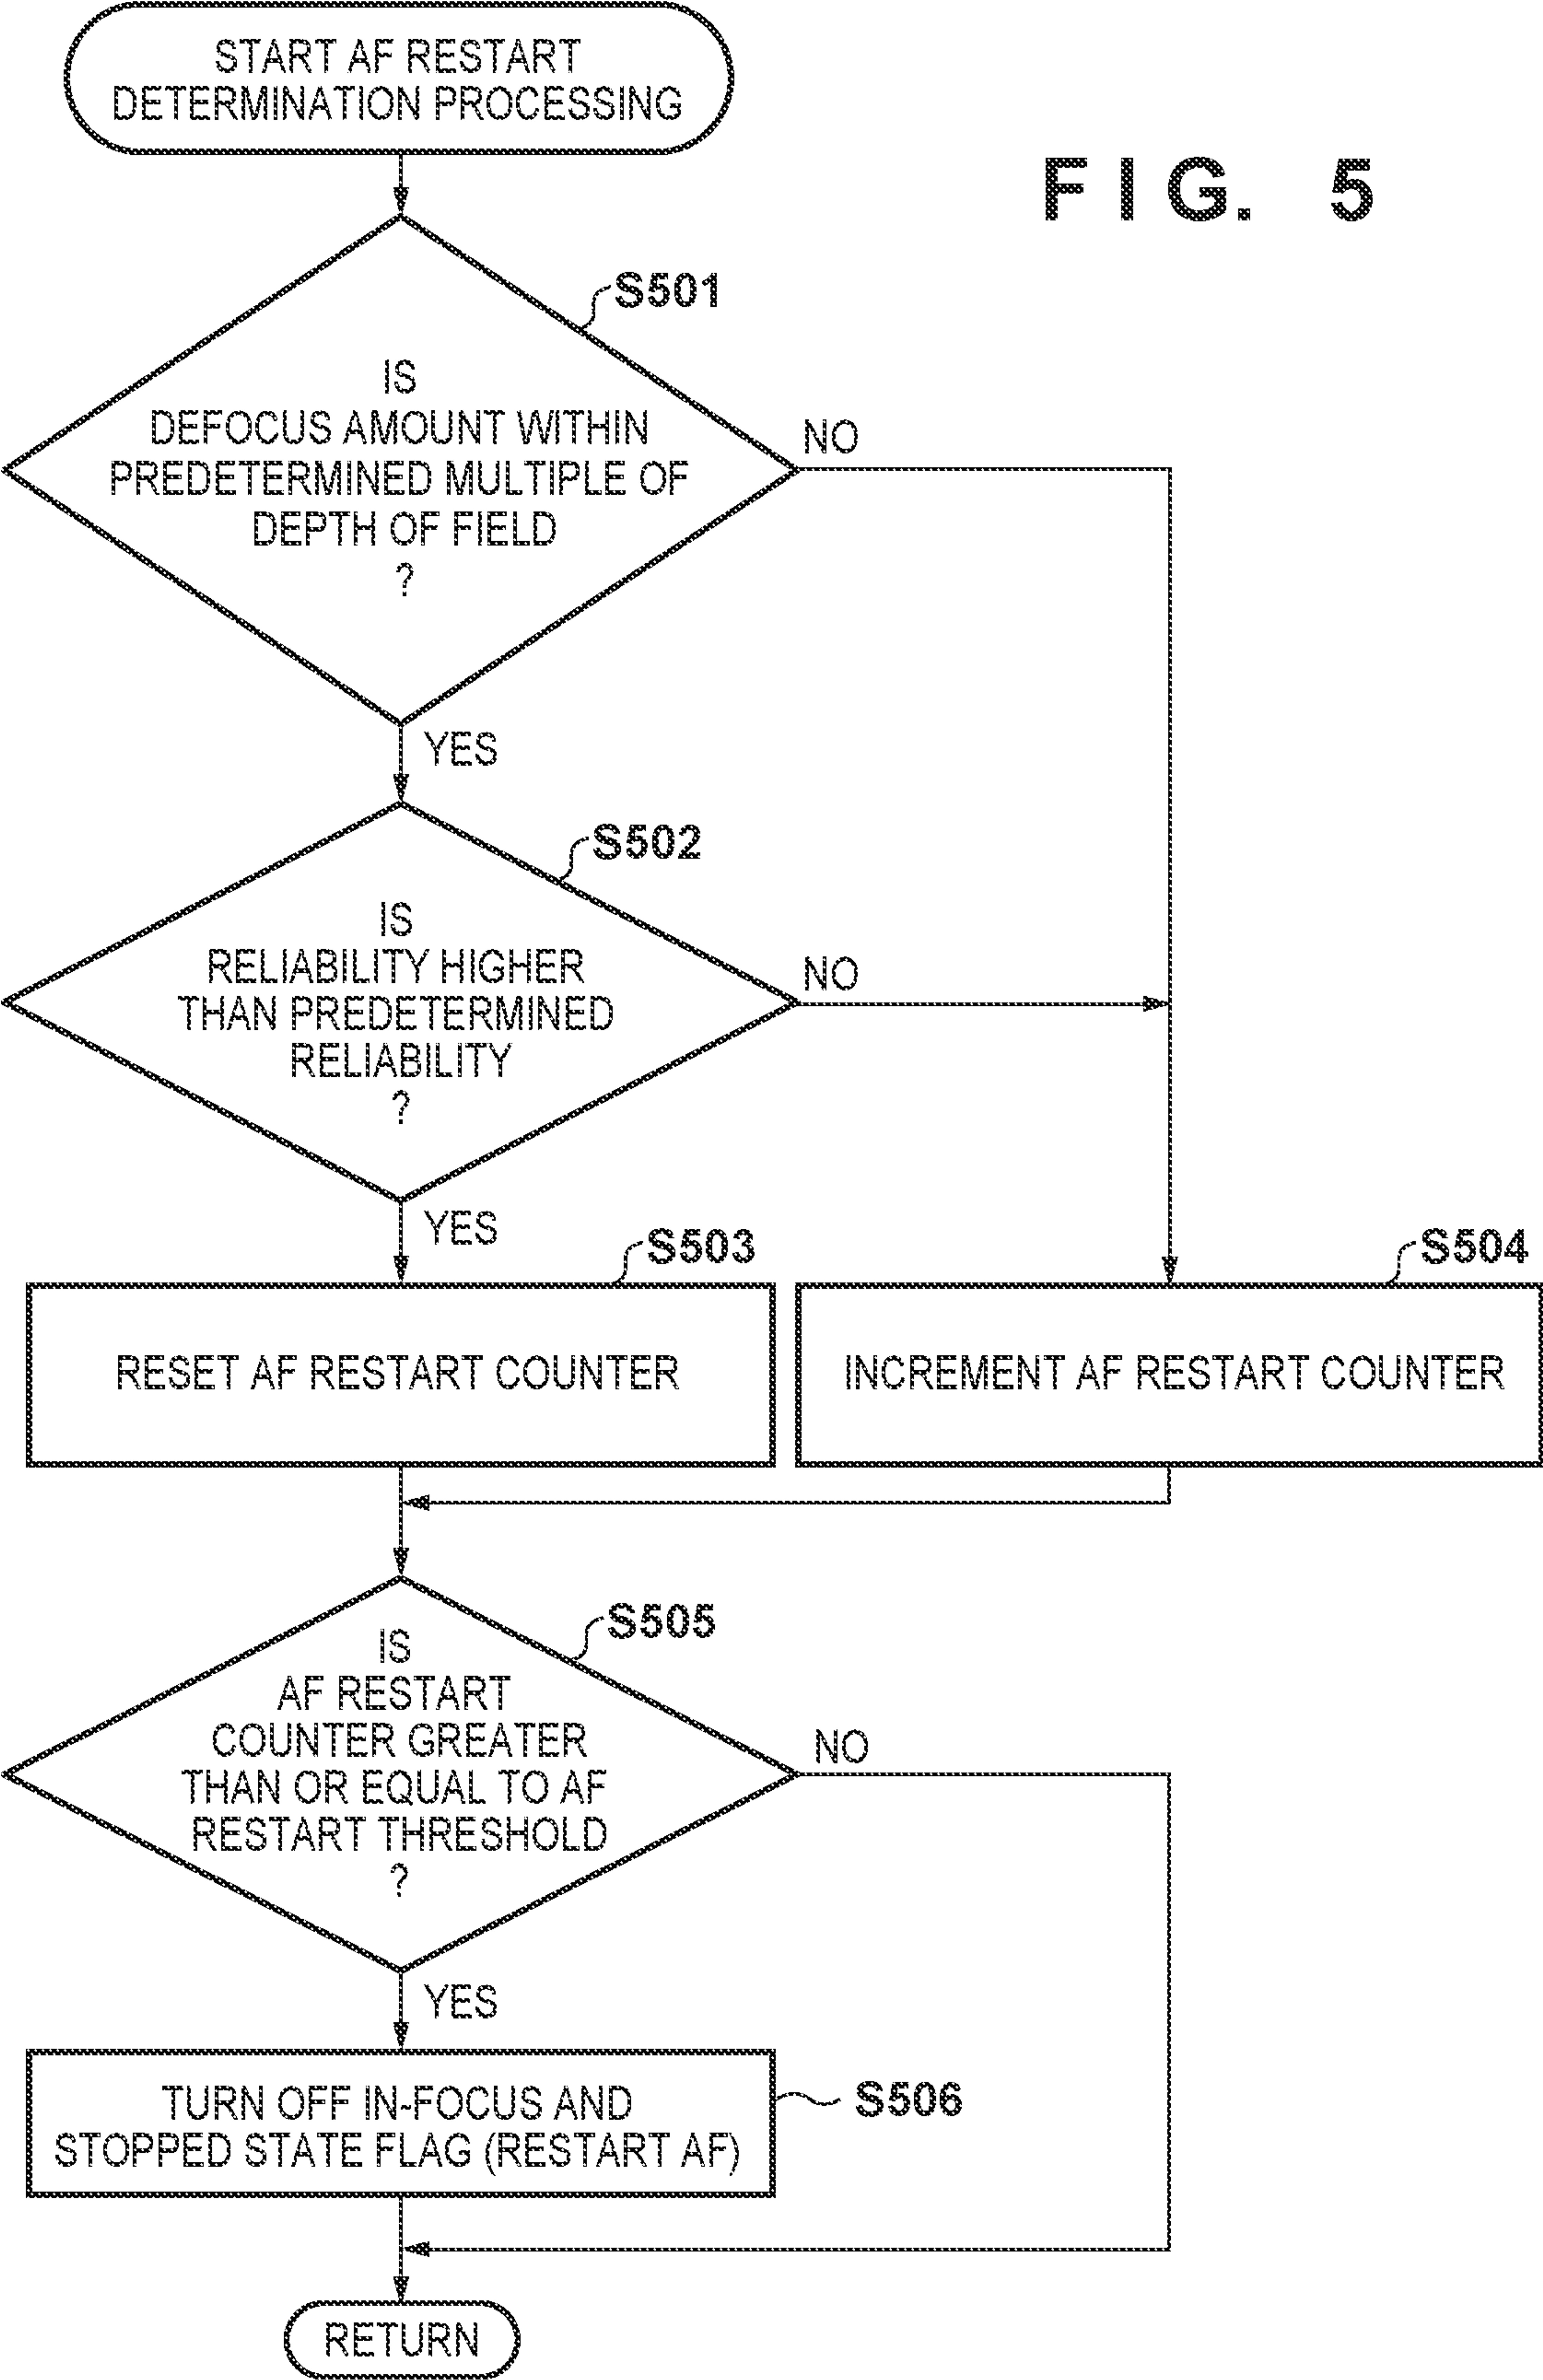 START AF RESTART
DETERMINATION PROCESSING
FIG. 5
S501
IS
DEFOCUS AMOUNT WITHIN
PREDETERMINED MULTIPLE OF
DEPTH OF FIELD
?
NO
YES
S502
IS
RELIABILITY HIGHER
THAN PREDETERMINED
RELIABILITY
?
NO
YES
S503
RESET AF RESTART COUNTER
S504
INCREMENT AF RESTART COUNTER
S505
IS
AF RESTART
COUNTER GREATER
THAN OR EQUAL TO AF
RESTART THRESHOLD
?
NO
YES
TURN OFF IN-FOCUS AND
STOPPED STATE FLAG (RESTART AF)
S506
RETURN